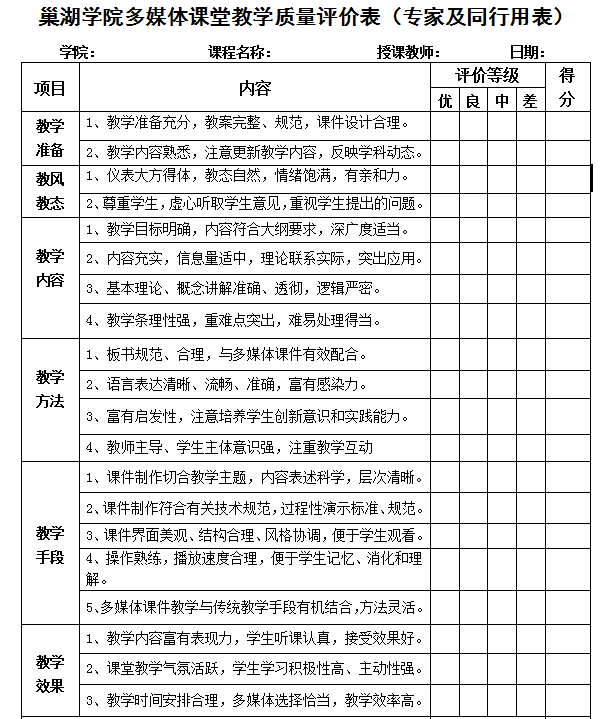 巢湖学院多媒体课堂教学质量评价表（专家及同行用表）
学院： 课程名称： 授课教师： 日期：
项目 内容 评价等级 得分
优 良 中 差
教学准备
1、教学准备充分，教案完整、规范，课件设计合理。
2、教学内容熟悉，注意更新教学内容，反映学科动态。
教风教态
1、仪表大方得体，教态自然，情绪饱满，有亲和力。
2、尊重学生，虚心听取学生意见，重视学生提出的问题。
教学内容
1、教学目标明确，内容符合大纲要求，深广度适当。
2、内容充实，信息量适中，理论联系实际，突出应用。
3、基本理论、概念讲解准确、透彻，逻辑严密。
4、教学条理性强，重难点突出，难易处理得当。
教学方法
1、板书规范、合理，与多媒体课件有效配合。
2、语言表达清晰、流畅、准确，富有感染力。
3、富有启发性，注意培养学生创新意识和实践能力。
4、教师主导、学生主体意识强，注重教学互动
教学手段
1、课件制作切合教学主题，内容表述科学，层次清晰。
2、课件制作符合有关技术规范，过程性演示标准、规范。
3、课件界面美观、结构合理、风格协调，便于学生观看。
4、操作熟练，播放速度合理，便于学生记忆、消化和理
解。
5、多媒体课件教学与传统教学手段有机结合，方法灵活。
教学效果
1、教学内容富有表现力，学生听课认真，接受效果好。
2、课堂教学气氛活跃，学生学习积极性高、主动性强。
3、教学时间安排合理，多媒体选择恰当，教学效率高。